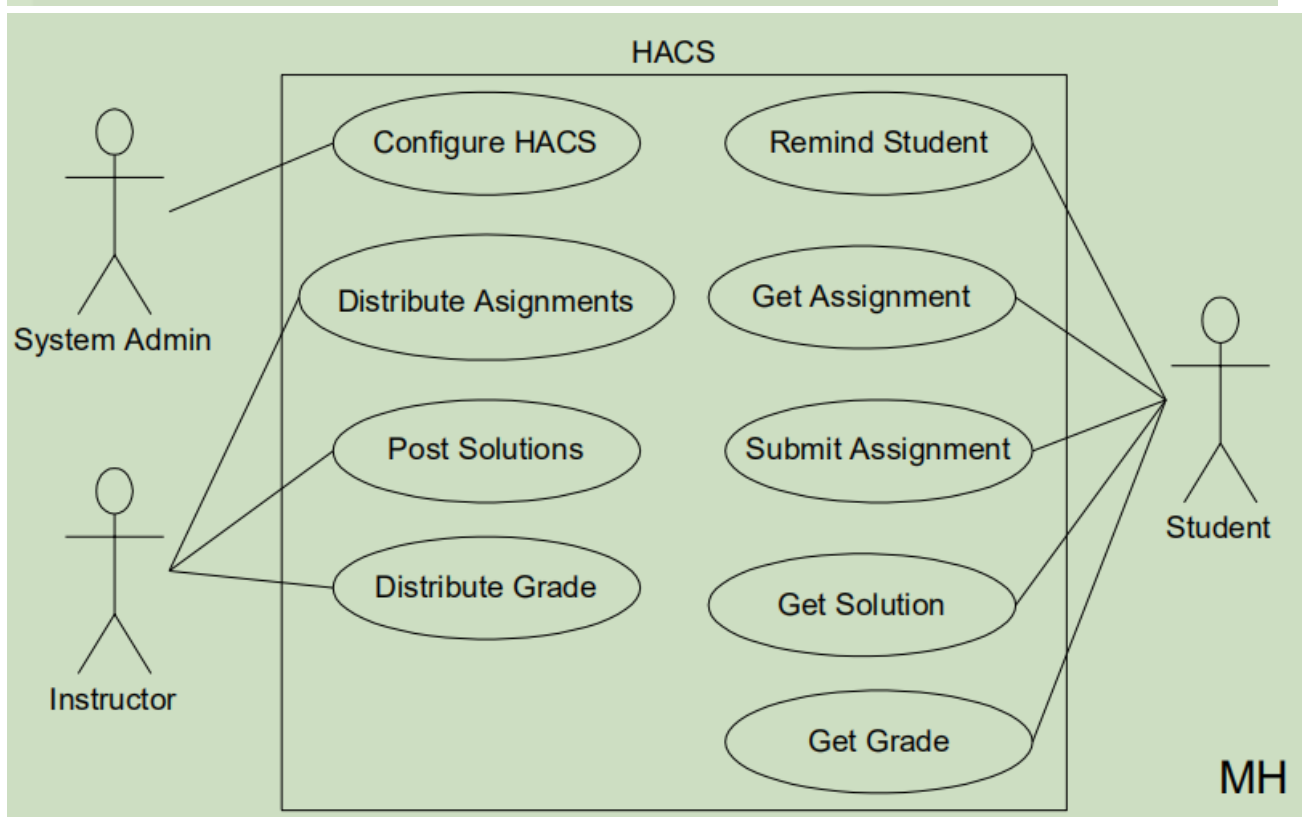 HACS
Configure HACS
Remind Student
Distribute Asignments
Get Assignment
System Admin
Post Solutions
Submit Assignment
Student
Distribute Grade
Get Solution
Instructor
Get Grade
MH